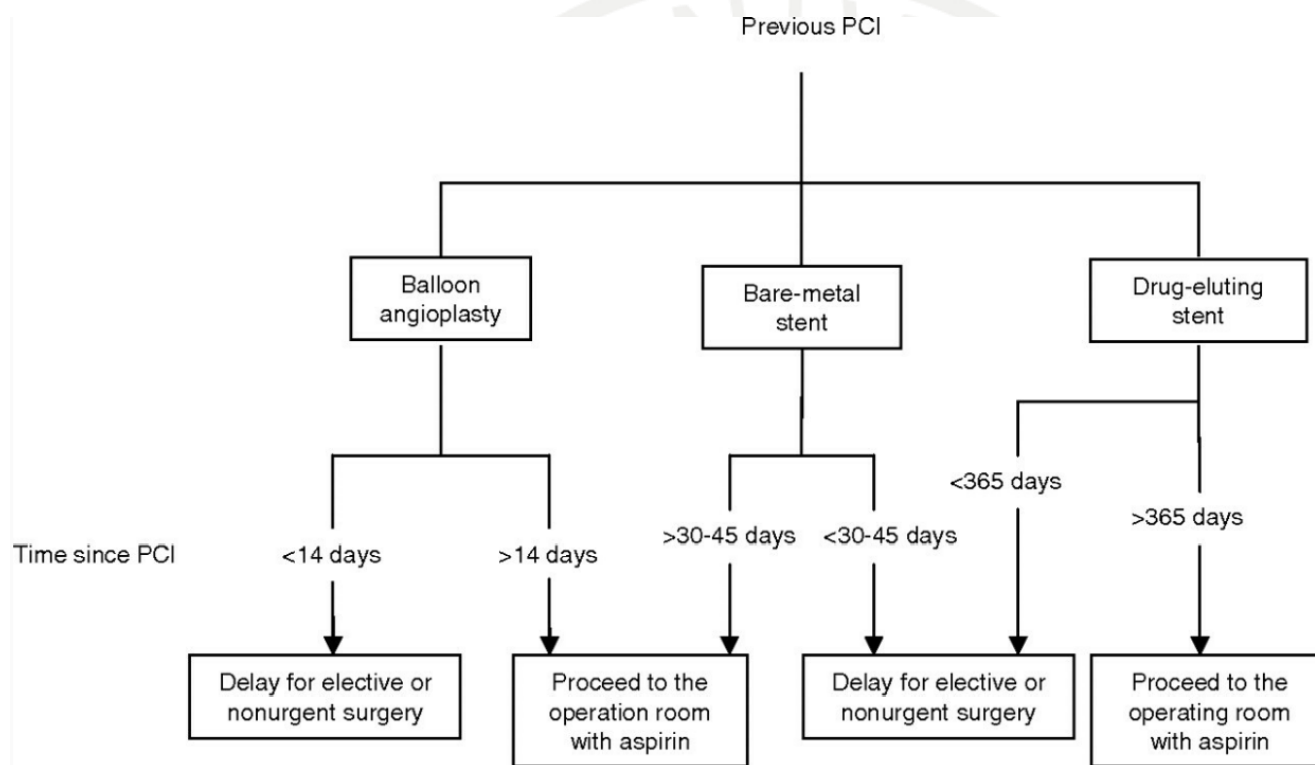 Previous PCI
Balloon
angioplasty
Bare-metal
stent
Drug-eluting
stent
Time since PCI
<14 days
>14 days
>30-45 days
<30-45 days
<365 days
>365 days
Delay for elective or
nonurgent surgery
Proceed to the
operation room
with aspirin
Delay for elective or
nonurgent surgery
Proceed to the
operating room
with aspirin